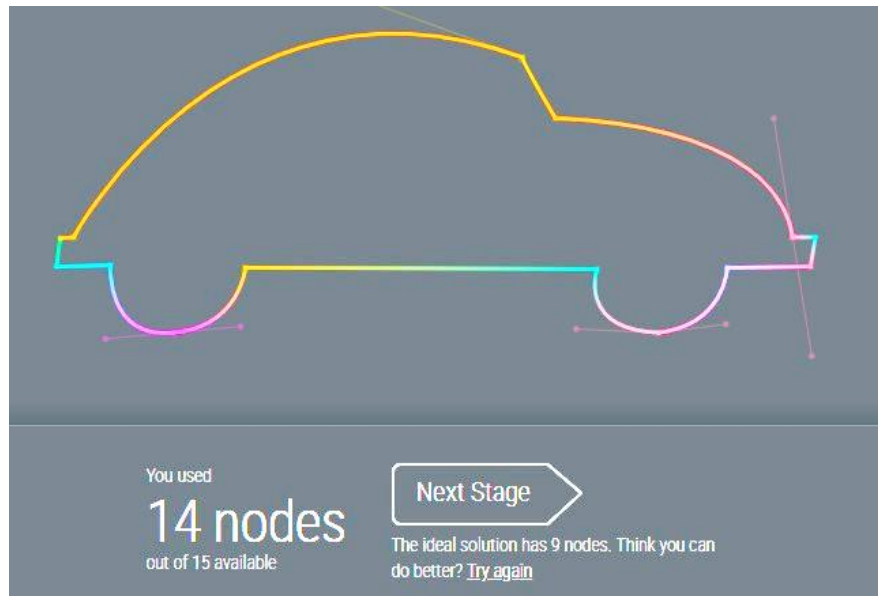 You used
14 nodes
out of 15 available
Next Stage
The ideal solution has 9 nodes. Think you can
do better? Try again